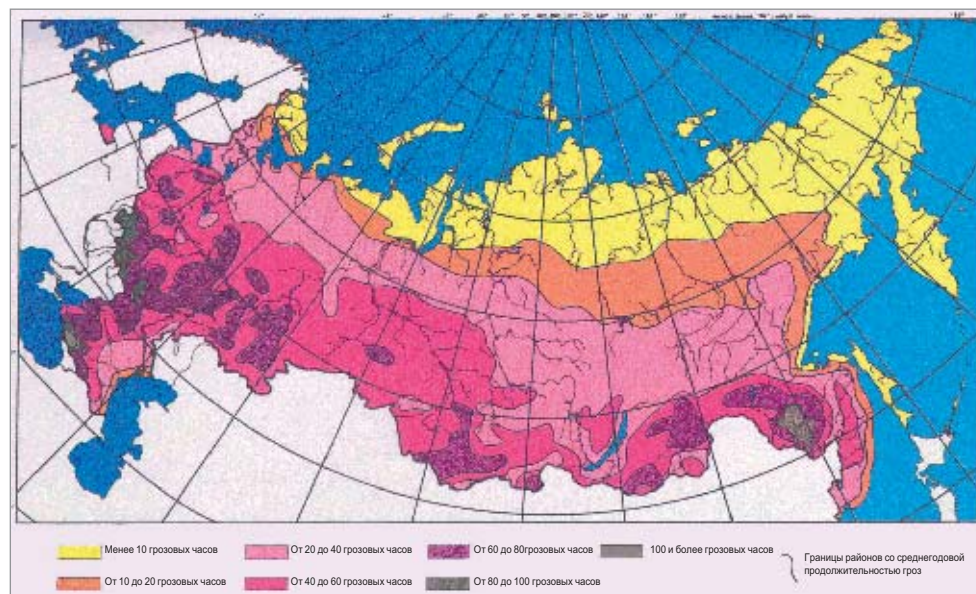 Менее 10 грозовых часов
От 20 до 40 грозовых часов
От 60 до 80грозовых часов
100 и более грозовых часов
Границы районов со среднегодовой
продолжительностью гроз
От 10 до 20 грозовых часов
От 40 до 60 грозовых часов
От 80 до 100 грозовых часов